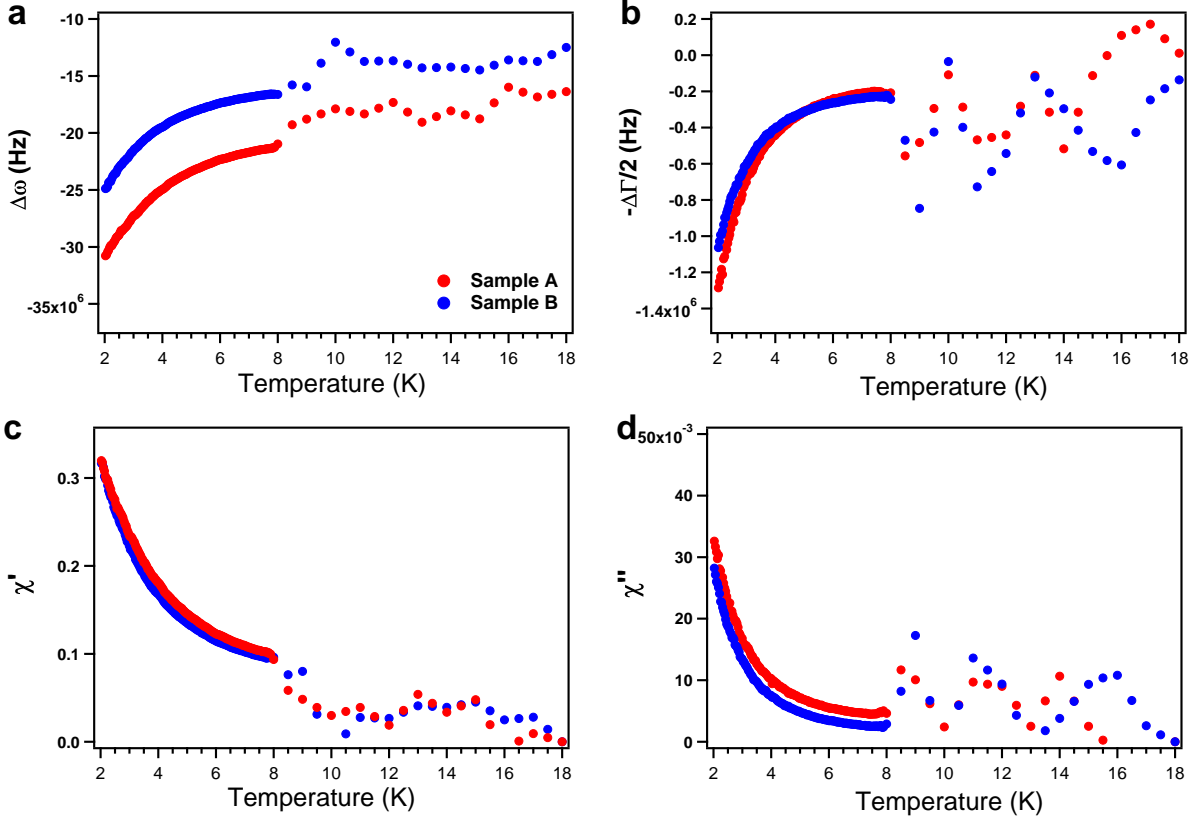 a
-10
-15
-20
-25
-30
-35x10⁶
Δω (Hz)
Sample A
Sample B
2 4 6 8 10 12 14 16 18
Temperature (K)
b
0.2
0.0
-0.2
-0.4
-0.6
-0.8
-1.0
-1.2
-1.4x10⁶
-ΔΓ/2 (Hz)
2 4 6 8 10 12 14 16 18
Temperature (K)
c
0.3
0.2
0.1
0.0
χ'
2 4 6 8 10 12 14 16 18
Temperature (K)
d
50x10⁻³
40
30
20
10
0
χ''
2 4 6 8 10 12 14 16 18
Temperature (K)